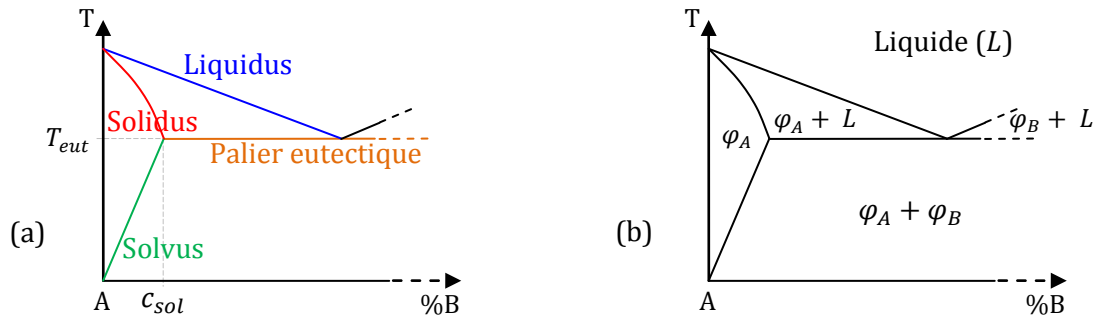 T
Liquidus
Solidus
T_eut
Palier eutectique
(a)
Solvus
A
c_sol
%B
T
Liquide (L)
φ_A + L
φ_B + L
φ_A
φ_A + φ_B
(b)
A
%B